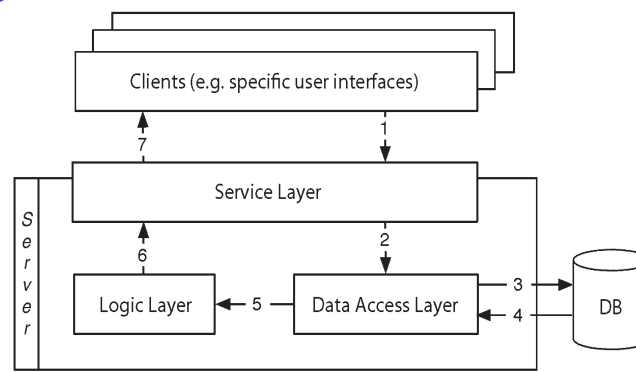 Clients (e.g. specific user interfaces)
7
1
Service Layer
Server
6
2
Logic Layer
5
Data Access Layer
3
4
DB